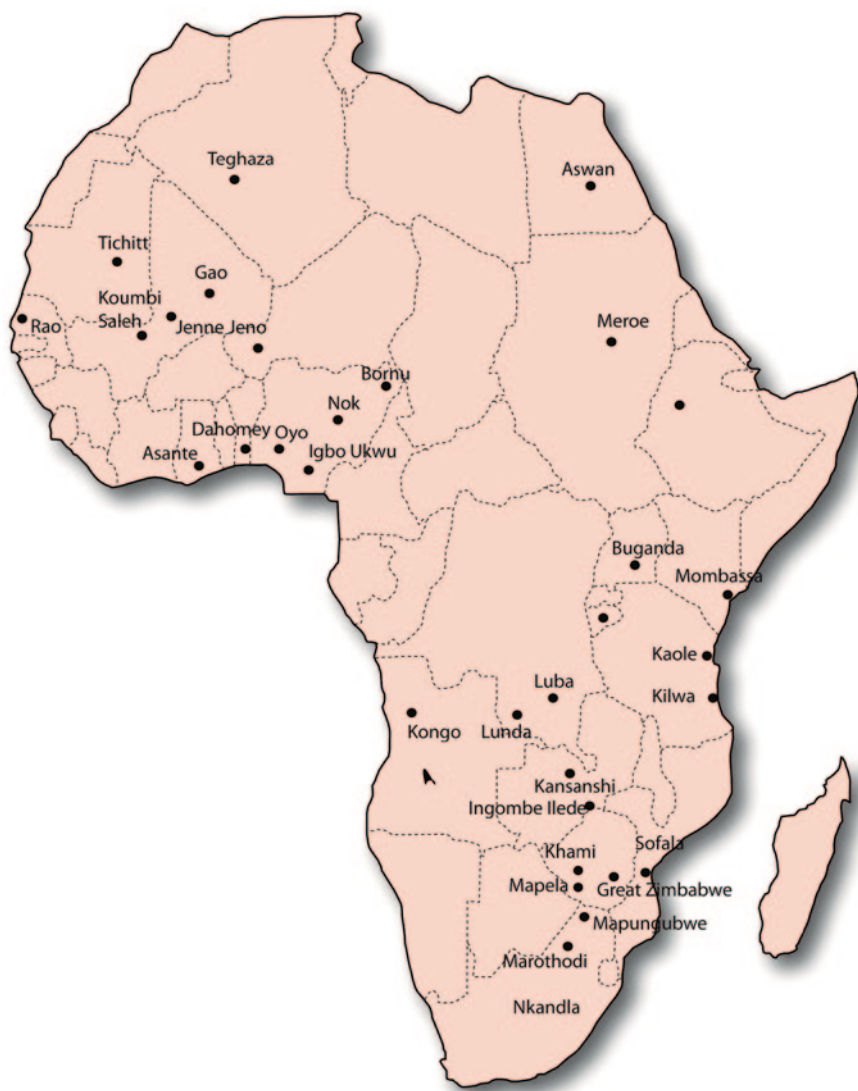 Teghaza
Aswan
Tichitt
Gao
Koumbi
Saleh
Rao
Jenne Jeno
Meroe
Bornu
Nok
Dahomey
Oyo
Asante
Igbo Ukwu
Buganda
Mombassa
Kaole
Luba
Kilwa
Kongo
Lunda
Kansanshi
Ingombe Ilede
Sofala
Khami
Mapela
Great Zimbabwe
Mapungubwe
Marothodi
Nkandla